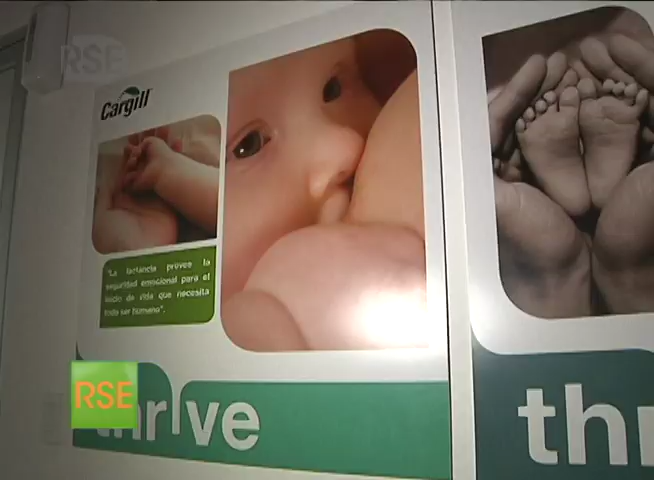 RSE
Cargill
"La lactancia provee la
seguridad emocional para el
inicio de vida que necesita
todo ser humano".
RSE
thrive
thr